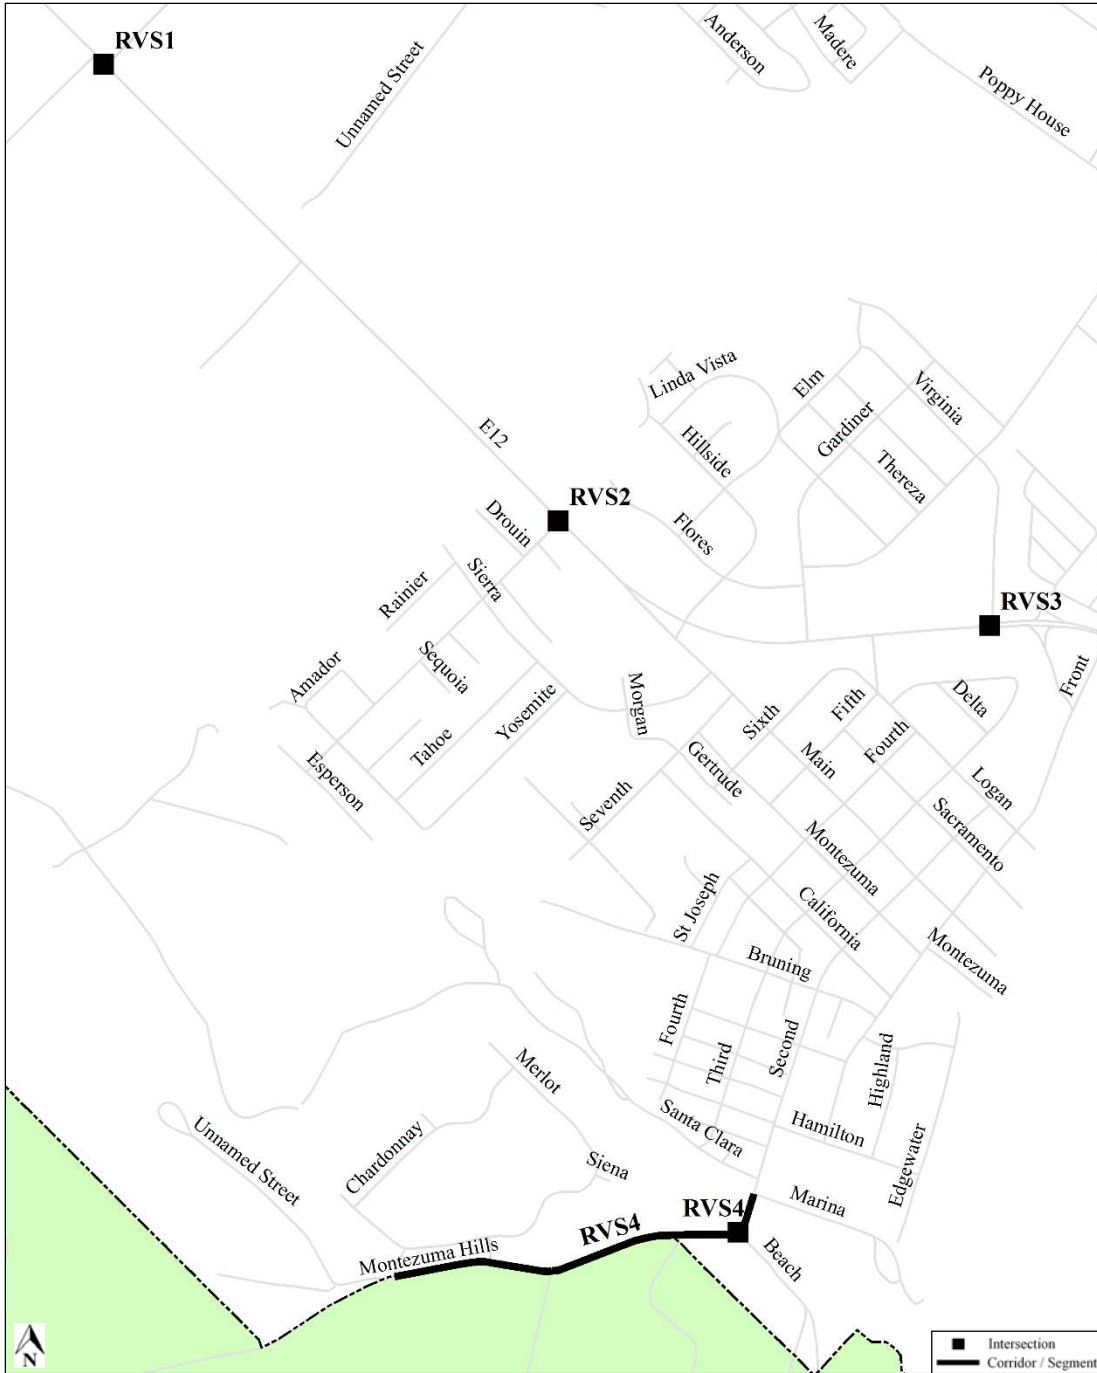 RVS1
Anderson
Madere
Unnamed Street
Poppy House
Linda Vista
Elm
Virginia
Gardiner
E12
Hillside
Thereza
RVS2
Drouin
Flores
Sierra
Rainier
RVS3
Sequoia
Amador
Front
Morgan
Delta
Yosemite
Fifth
Sixth
Fourth
Tahoe
Main
Gertrude
Esperson
Logan
Seventh
Sacramento
Montezuma
St Joseph
California
Bruning
Montezuma
Fourth
Second
Third
Highland
Merlot
Santa Clara
Hamilton
Unnamed Street
Chardonnay
Siena
Edgewater
Marina
RVS4
RVS4
Montezuma Hills
Beach
N
Intersection
Corridor / Segment